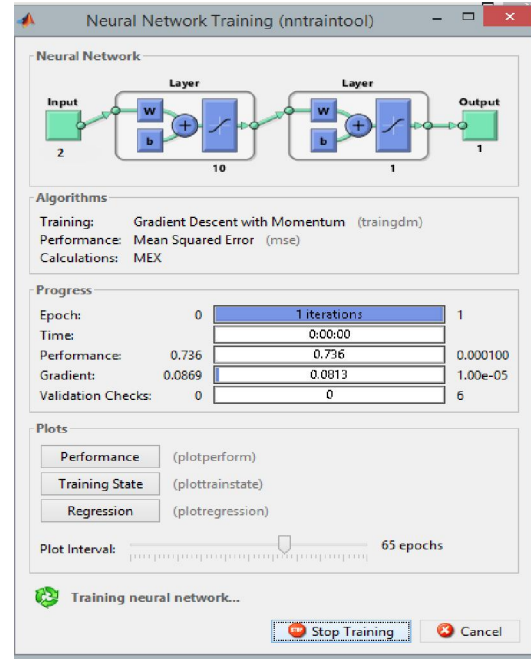 Neural Network Training (nntraintool)
Neural Network
Layer Layer
Input W W Output
b b
2 10 1 1
Algorithms
Training: Gradient Descent with Momentum (traingdm)
Performance: Mean Squared Error (mse)
Calculations: MEX
Progress
Epoch: 0 1 iterations 1
Time: 0:00:00
Performance: 0.736 0.736 0.000100
Gradient: 0.0869 0.0813 1.00e-05
Validation Checks: 0 0 6
Plots
Performance (plotperform)
Training State (plottrainstate)
Regression (plotregression)
Plot Interval: 65 epochs
Training neural network...
Stop Training Cancel